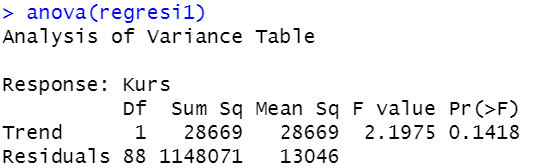 > anova(regresi1)
Analysis of Variance Table

Response: Kurs
          Df  Sum Sq Mean Sq F value Pr(>F)
Trend      1   28669   28669  2.1975 0.1418
Residuals 88 1148071   13046